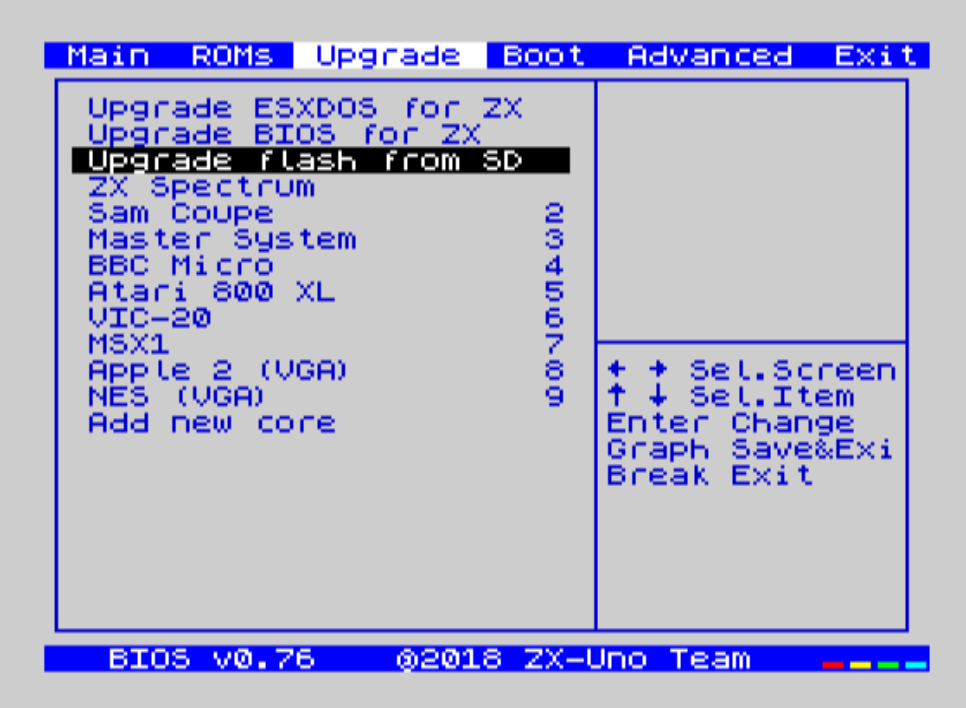 Main ROMs Upgrade Boot Advanced Exit
Upgrade ESXDOS for ZX
Upgrade BIOS for ZX
Upgrade flash from SD
ZX Spectrum
Sam Coupe 2
Master System 3
BBC Micro 4
Atari 800 XL 5
VIC-20 6
MSX1 7
Apple 2 (VGA) 8
NES (VGA) 9
Add new core
← → Sel.Screen
↑ ↓ Sel.Item
Enter Change
Graph Save&Exi
Break Exit
BIOS v0.76 @2018 ZX-Uno Team